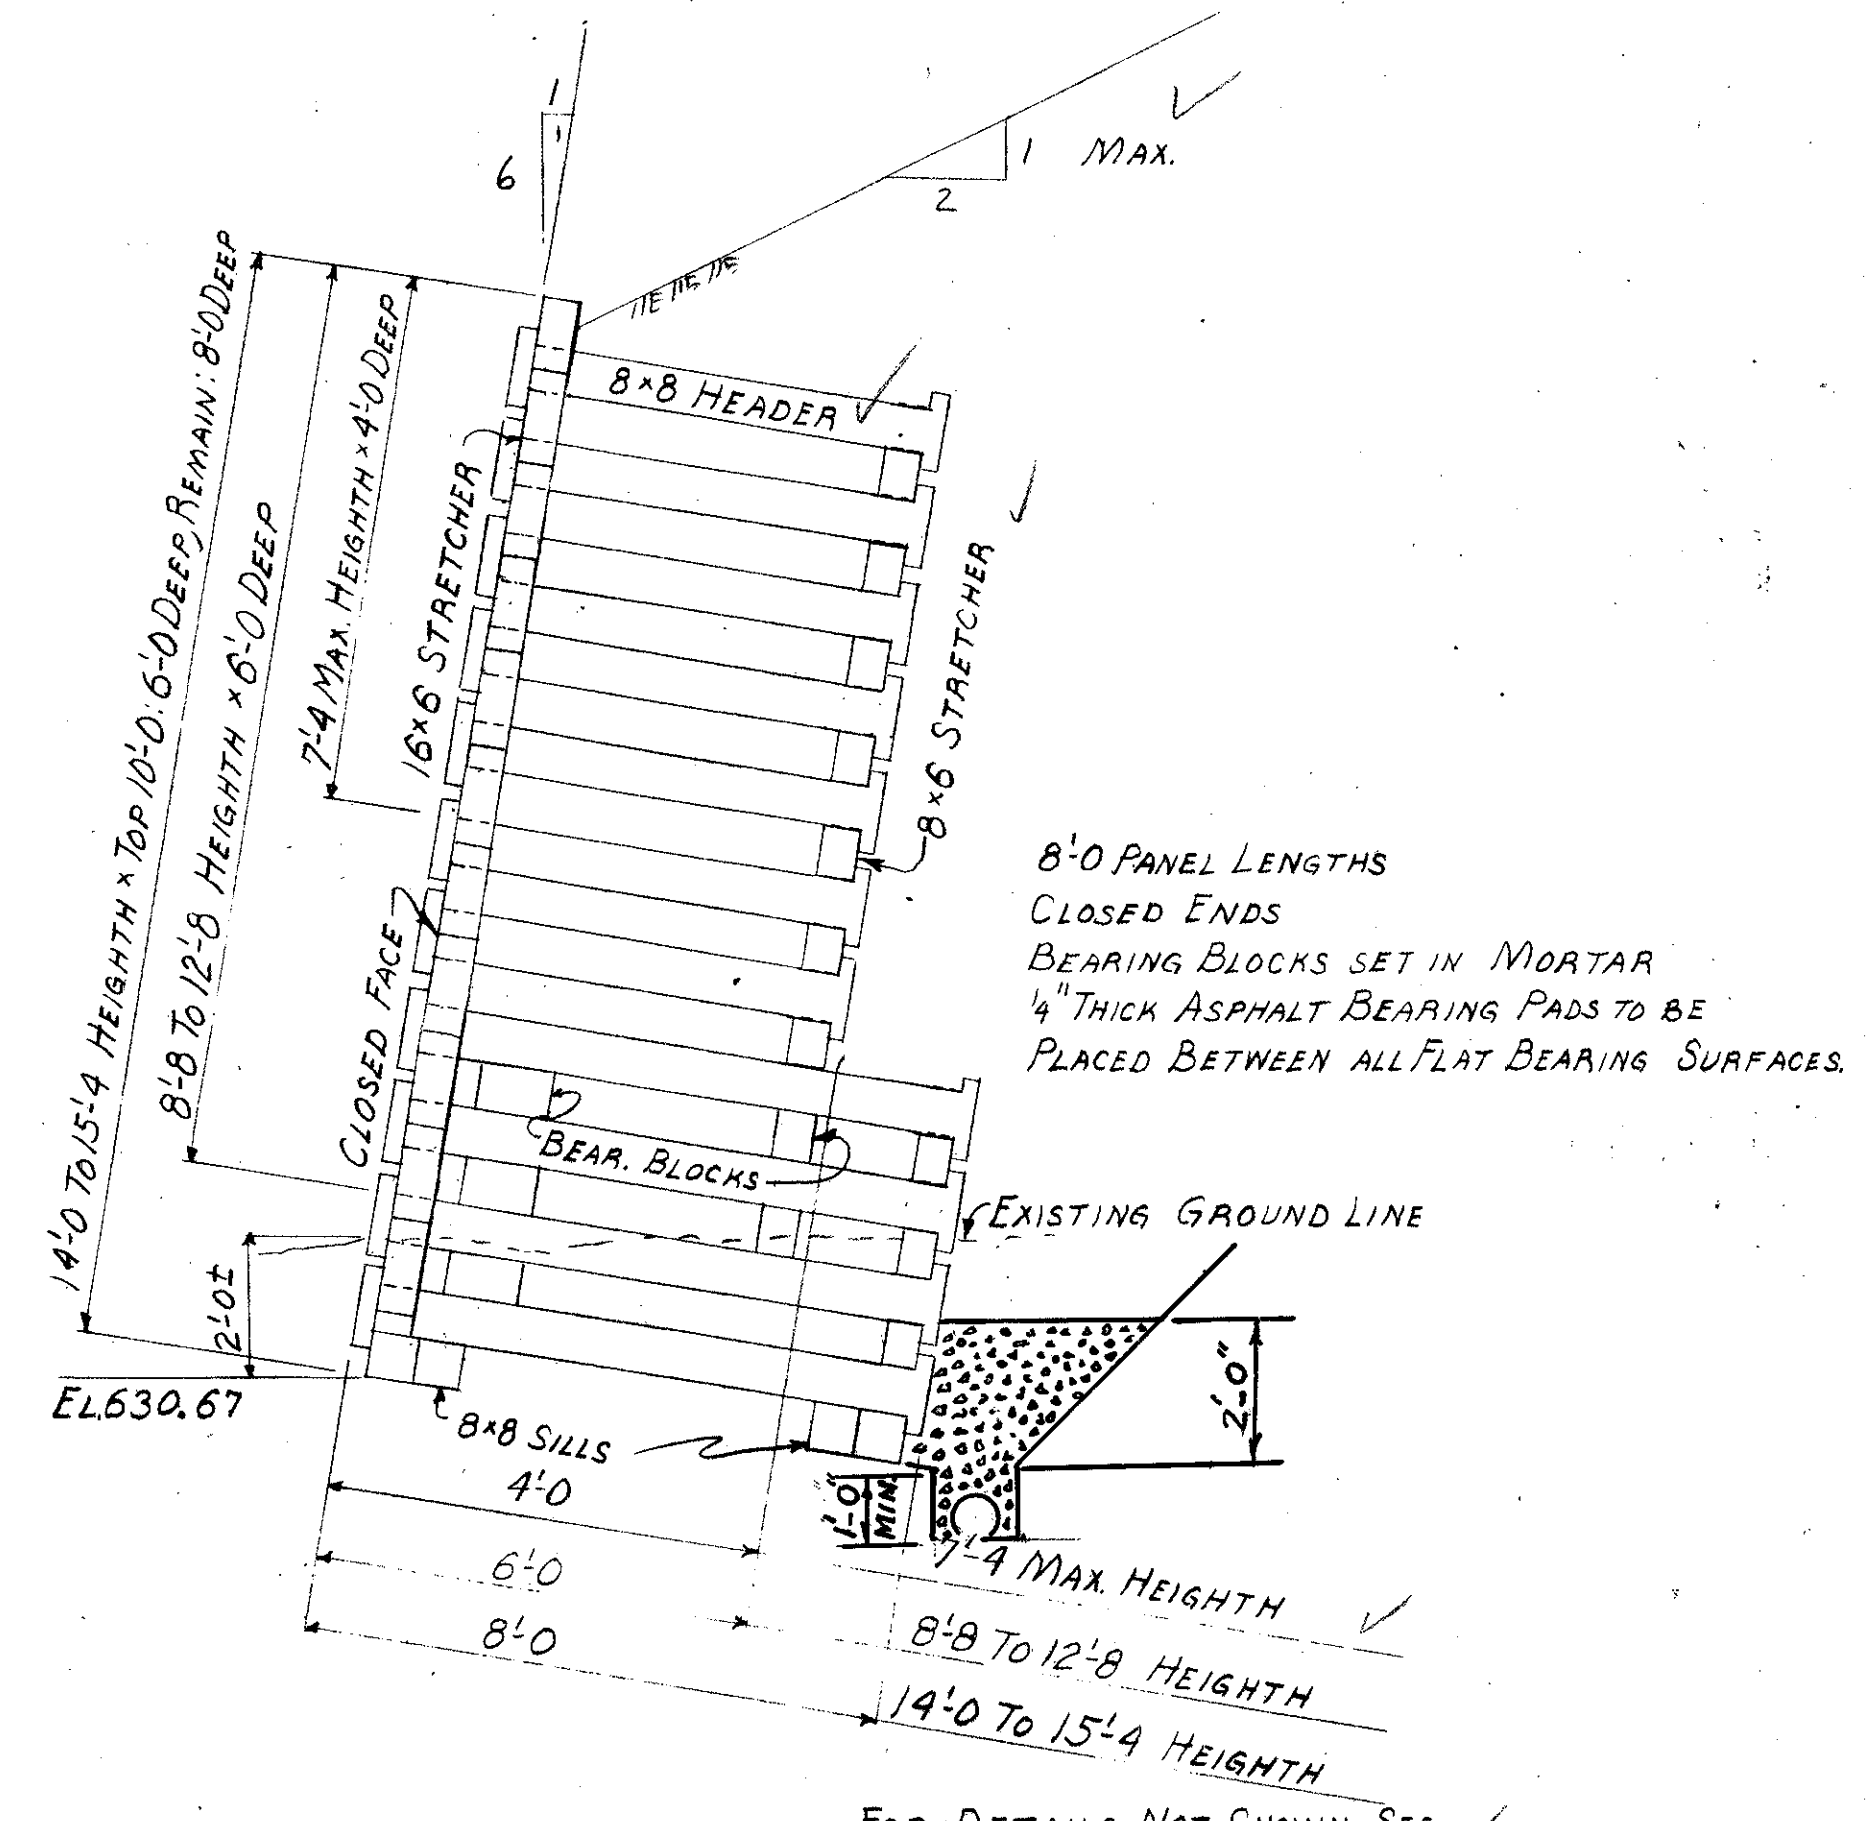 1
6
1 MAX.
2
14'-0 TO 15'-4 HEIGHTH × TOP 10'-0: 6'-0 DEEP, REMAIN: 8'-0 DEEP
8'-8 TO 12'-8 HEIGHTH × 6'-0 DEEP
7'-4 MAX. HEIGHTH × 4'-0 DEEP
16×6 STRETCHER
8×8 HEADER
8×6 STRETCHER
CLOSED FACE
8'-0 PANEL LENGTHS
CLOSED ENDS
BEARING BLOCKS SET IN MORTAR
1/4" THICK ASPHALT BEARING PADS TO BE
PLACED BETWEEN ALL FLAT BEARING SURFACES.
BEAR. BLOCKS
EXISTING GROUND LINE
2'-0±
EL.630.67
8×8 SILLS
2'-0"
1'-0"
MIN.
4'-0
6'-0
8'-0
7'-4 MAX. HEIGHTH
8'-8 TO 12'-8 HEIGHTH
14'-0 TO 15'-4 HEIGHTH
FOR DETAILS NOT SHOWN SEE